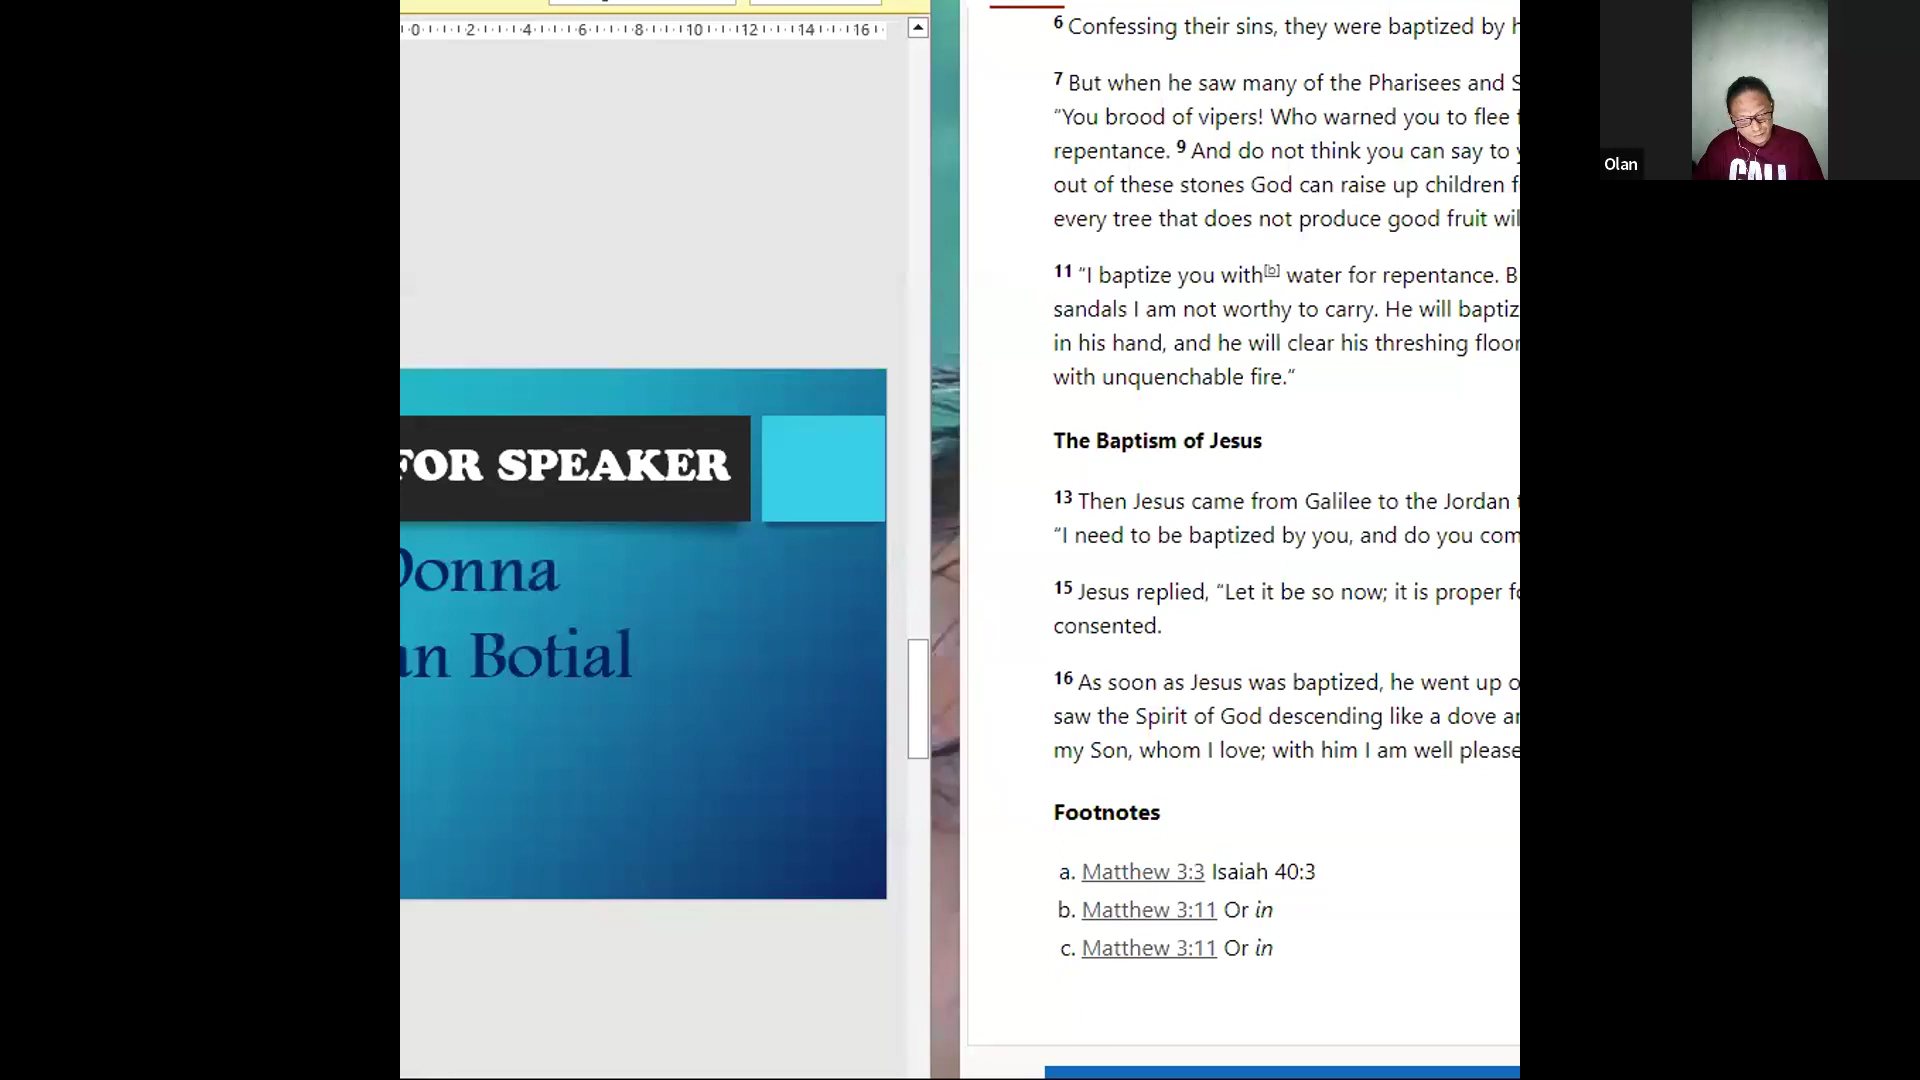 0 2 4 6 8 10 12 14 16
FOR SPEAKER
Donna
an Botial
6 Confessing their sins, they were baptized by
7 But when he saw many of the Pharisees and
“You brood of vipers! Who warned you to flee
repentance. 9 And do not think you can say to
out of these stones God can raise up children
every tree that does not produce good fruit
11 “I baptize you with[b] water for repentance.
sandals I am not worthy to carry. He will
in his hand, and he will clear his threshing floor
with unquenchable fire.”
The Baptism of Jesus
13 Then Jesus came from Galilee to the Jordan
“I need to be baptized by you, and do you
15 Jesus replied, “Let it be so now; it is proper
consented.
16 As soon as Jesus was baptized, he went up
saw the Spirit of God descending like a dove
my Son, whom I love; with him I am well
Footnotes
a. Matthew 3:3 Isaiah 40:3
b. Matthew 3:11 Or in
c. Matthew 3:11 Or in
Olan